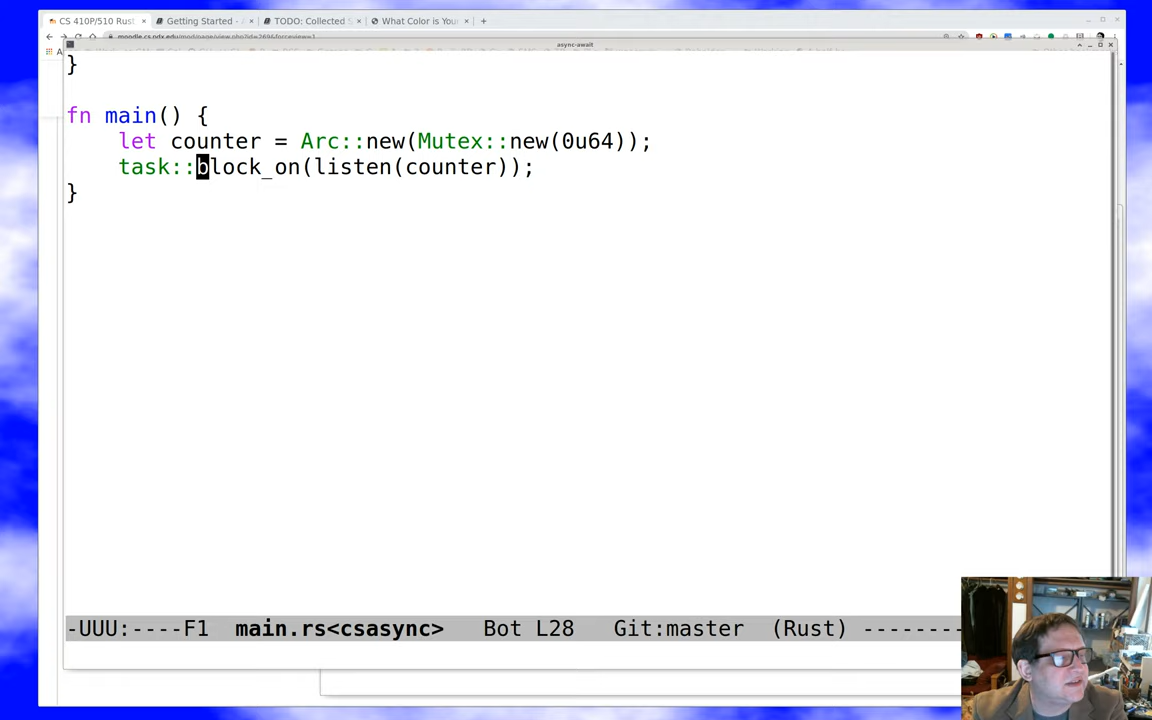 CS 410P/510 Rust
Getting Started -
TODO: Collected
What Color is Your
async-await
}
fn main() {
    let counter = Arc::new(Mutex::new(0u64));
    task::block_on(listen(counter));
}
-UUU:----F1  main.rs<csasync>   Bot L28   Git:master  (Rust) --------